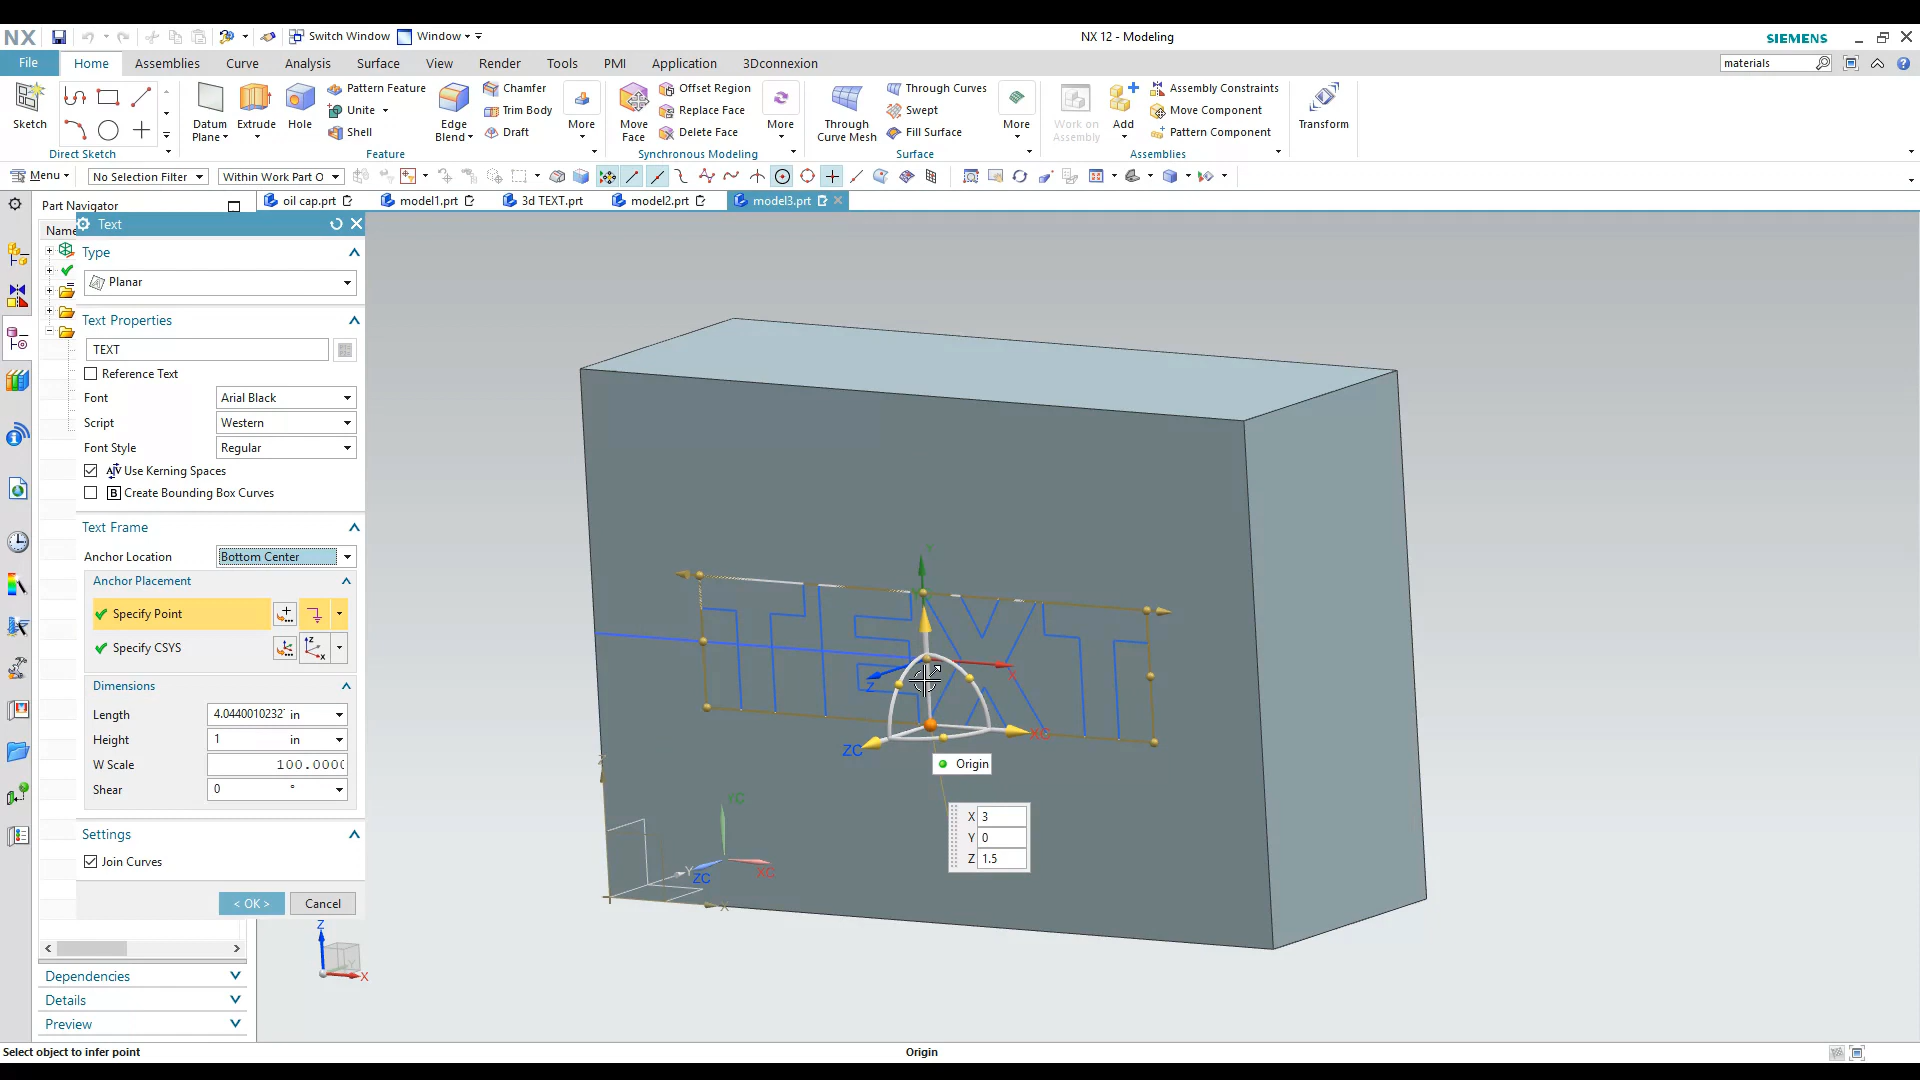 NX
Switch Window
Window
NX 12 - Modeling
SIEMENS
File
Home
Assemblies
Curve
Analysis
Surface
View
Render
Tools
PMI
Application
3Dconnexion
materials
Sketch
Direct Sketch
Datum
Plane
Extrude
Hole
Pattern Feature
Unite
Shell
Edge
Blend
Chamfer
Trim Body
Draft
More
Feature
Move
Face
Offset Region
Replace Face
Delete Face
More
Synchronous Modeling
Through
Curve Mesh
Through Curves
Swept
Fill Surface
More
Surface
Work on
Assembly
Add
Assembly Constraints
Move Component
Pattern Component
Assemblies
Transform
Menu
No Selection Filter
Within Work Part O
Part Navigator
oil cap.prt
model1.prt
3d TEXT.prt
model2.prt
model3.prt
Name
Text
Type
Planar
Text Properties
TEXT
Reference Text
Font
Arial Black
Script
Western
Font Style
Regular
Use Kerning Spaces
B Create Bounding Box Curves
Text Frame
Anchor Location
Bottom Center
Anchor Placement
Specify Point
Specify CSYS
Dimensions
Length
4.0440010232 in
Height
1 in
W Scale
100.0000
Shear
0 °
Settings
Join Curves
< OK >
Cancel
Dependencies
Details
Preview
TEXT
Y
X
Z
XC
ZC
Origin
X 3
Y 0
Z 1.5
YC
XC
ZC
Y
X
Z
Z
X
Select object to infer point
Origin